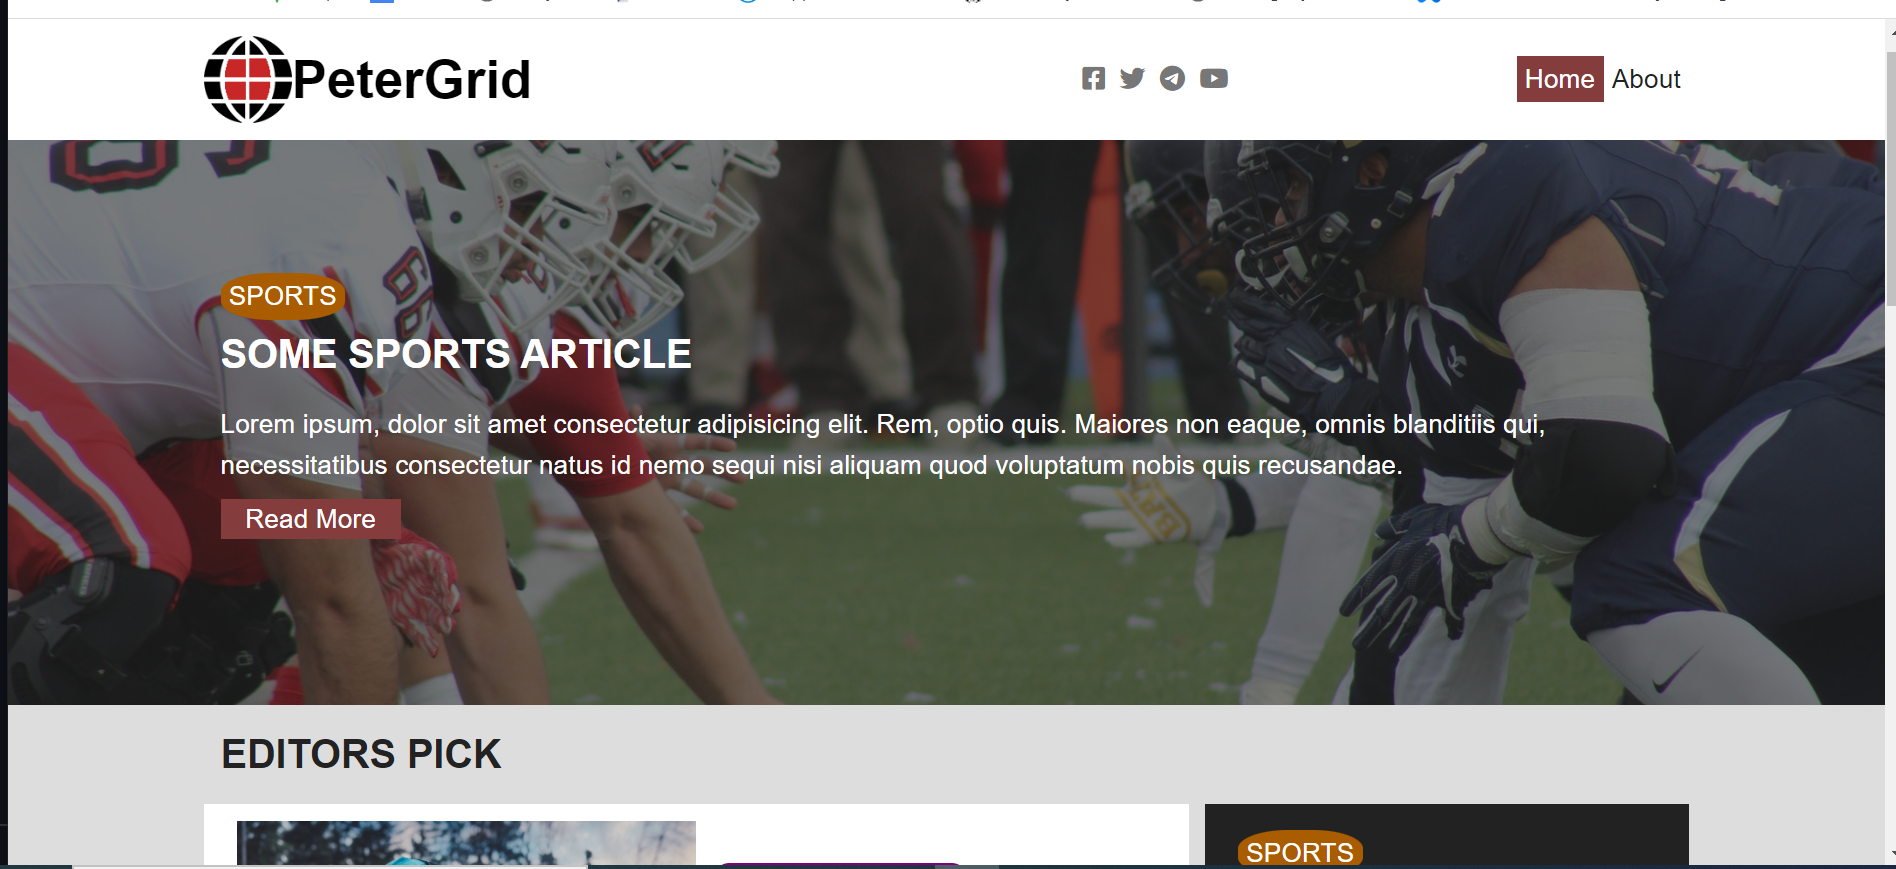 PeterGrid
Home About
SPORTS
SOME SPORTS ARTICLE
Lorem ipsum, dolor sit amet consectetur adipisicing elit. Rem, optio quis. Maiores non eaque, omnis blanditiis qui,
necessitatibus consectetur natus id nemo sequi nisi aliquam quod voluptatum nobis quis recusandae.
Read More
EDITORS PICK
SPORTS